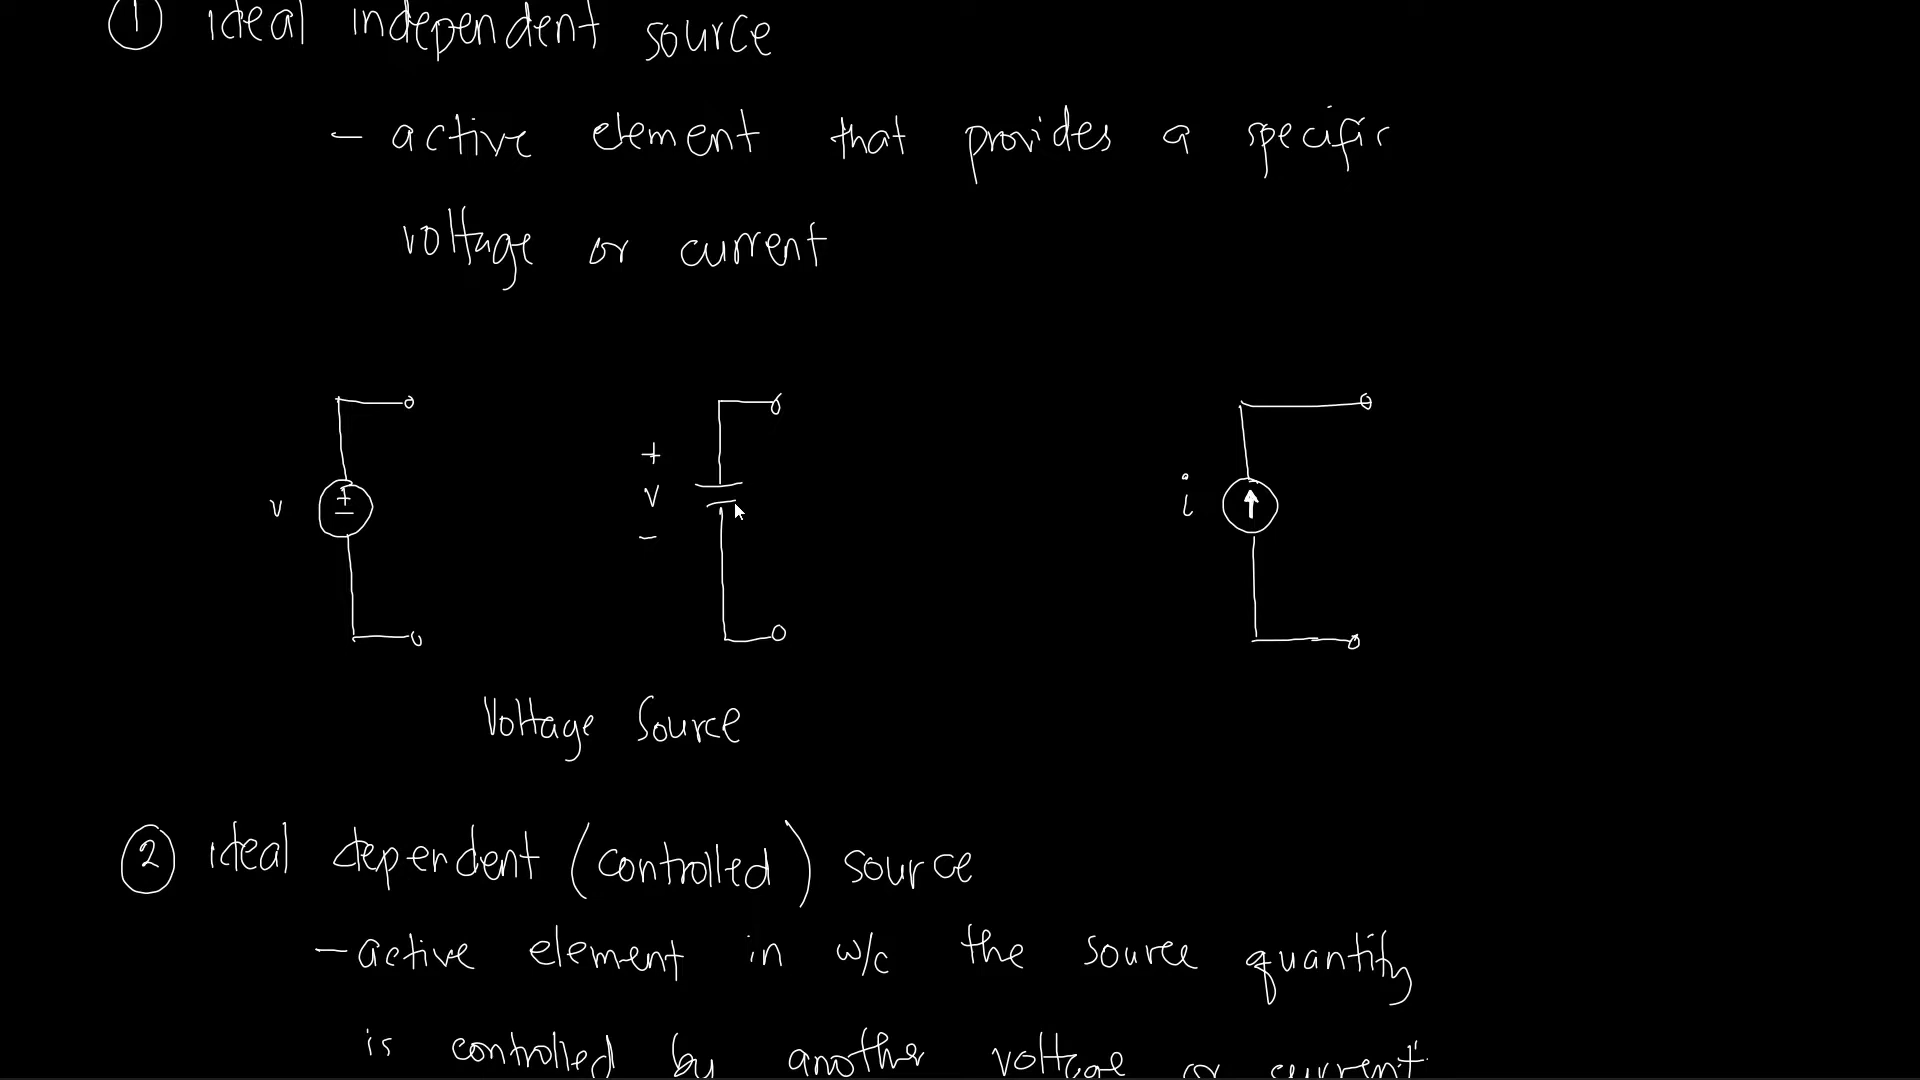 ① ideal independent source
- active element that provides a specific
voltage or current
v + - + v - i
Voltage Source
② ideal dependent (controlled) source
- active element in w/c the source quantity
is controlled by another voltage or current